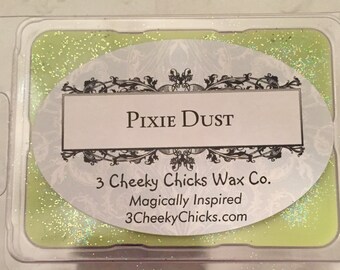 PIXIE DUST
3 Cheeky Chicks Wax Co.
Magically Inspired
3CheekyChicks.com